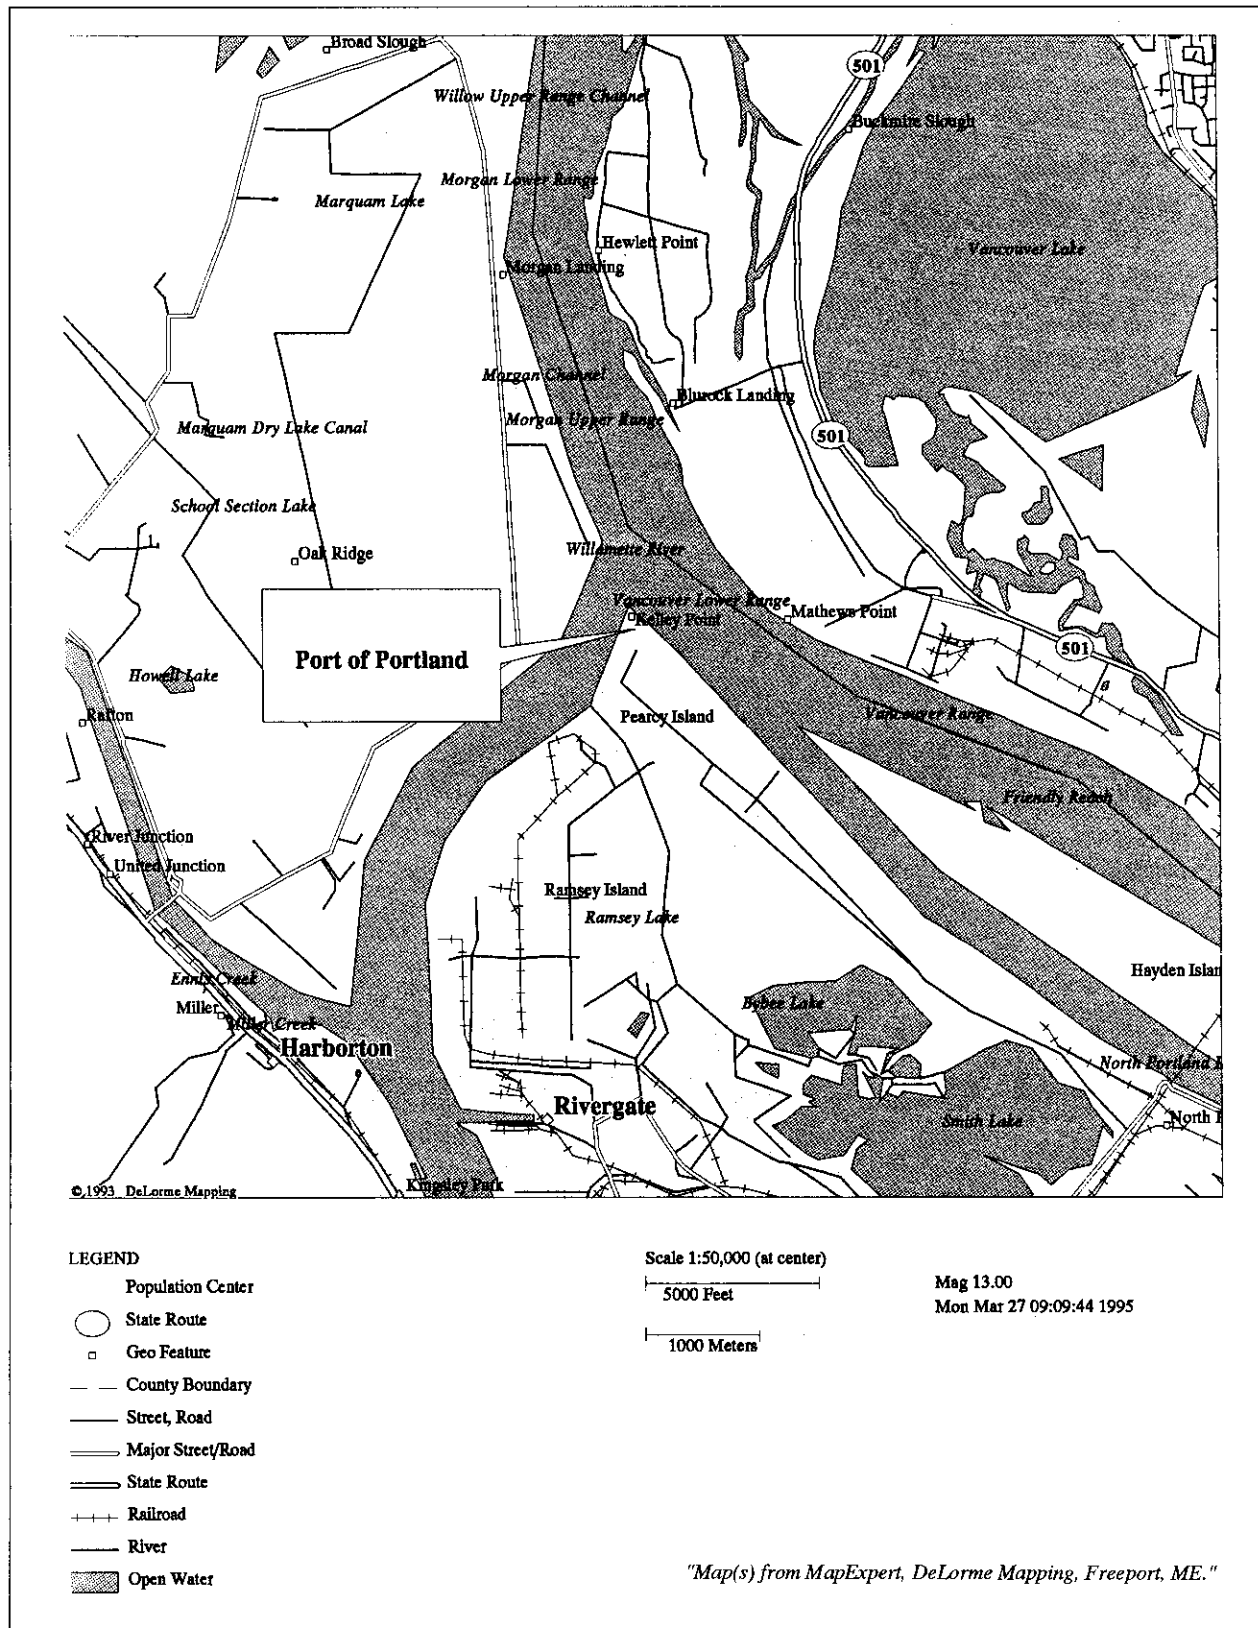 Broad Slough
501
Willow Upper Range Channel
Buckmire Slough
Morgan Lower Range
Marquam Lake
Hewlett Point
Vancouver Lake
Morgan Landing
Morgan Channel
Blurock Landing
Morgan Upper Range
Marquam Dry Lake Canal
501
School Section Lake
Willamette River
Oak Ridge
Vancouver Lower Range
Mathews Point
Kelley Point
501
Port of Portland
Howell Lake
Rafton
Pearcy Island
Vancouver Range
Friendly Reach
River Junction
United Junction
Ramsey Island
Ramsey Lake
Hayden Islan
Ennis Creek
Bybee Lake
Miller
Miller Creek
Harborton
North Portland H
Rivergate
Smith Lake
North P
Kingsley Park
© 1993 DeLorme Mapping
LEGEND
Population Center
State Route
Geo Feature
County Boundary
Street, Road
Major Street/Road
State Route
Railroad
River
Open Water
Scale 1:50,000 (at center)
5000 Feet
1000 Meters
Mag 13.00
Mon Mar 27 09:09:44 1995
"Map(s) from MapExpert, DeLorme Mapping, Freeport, ME."